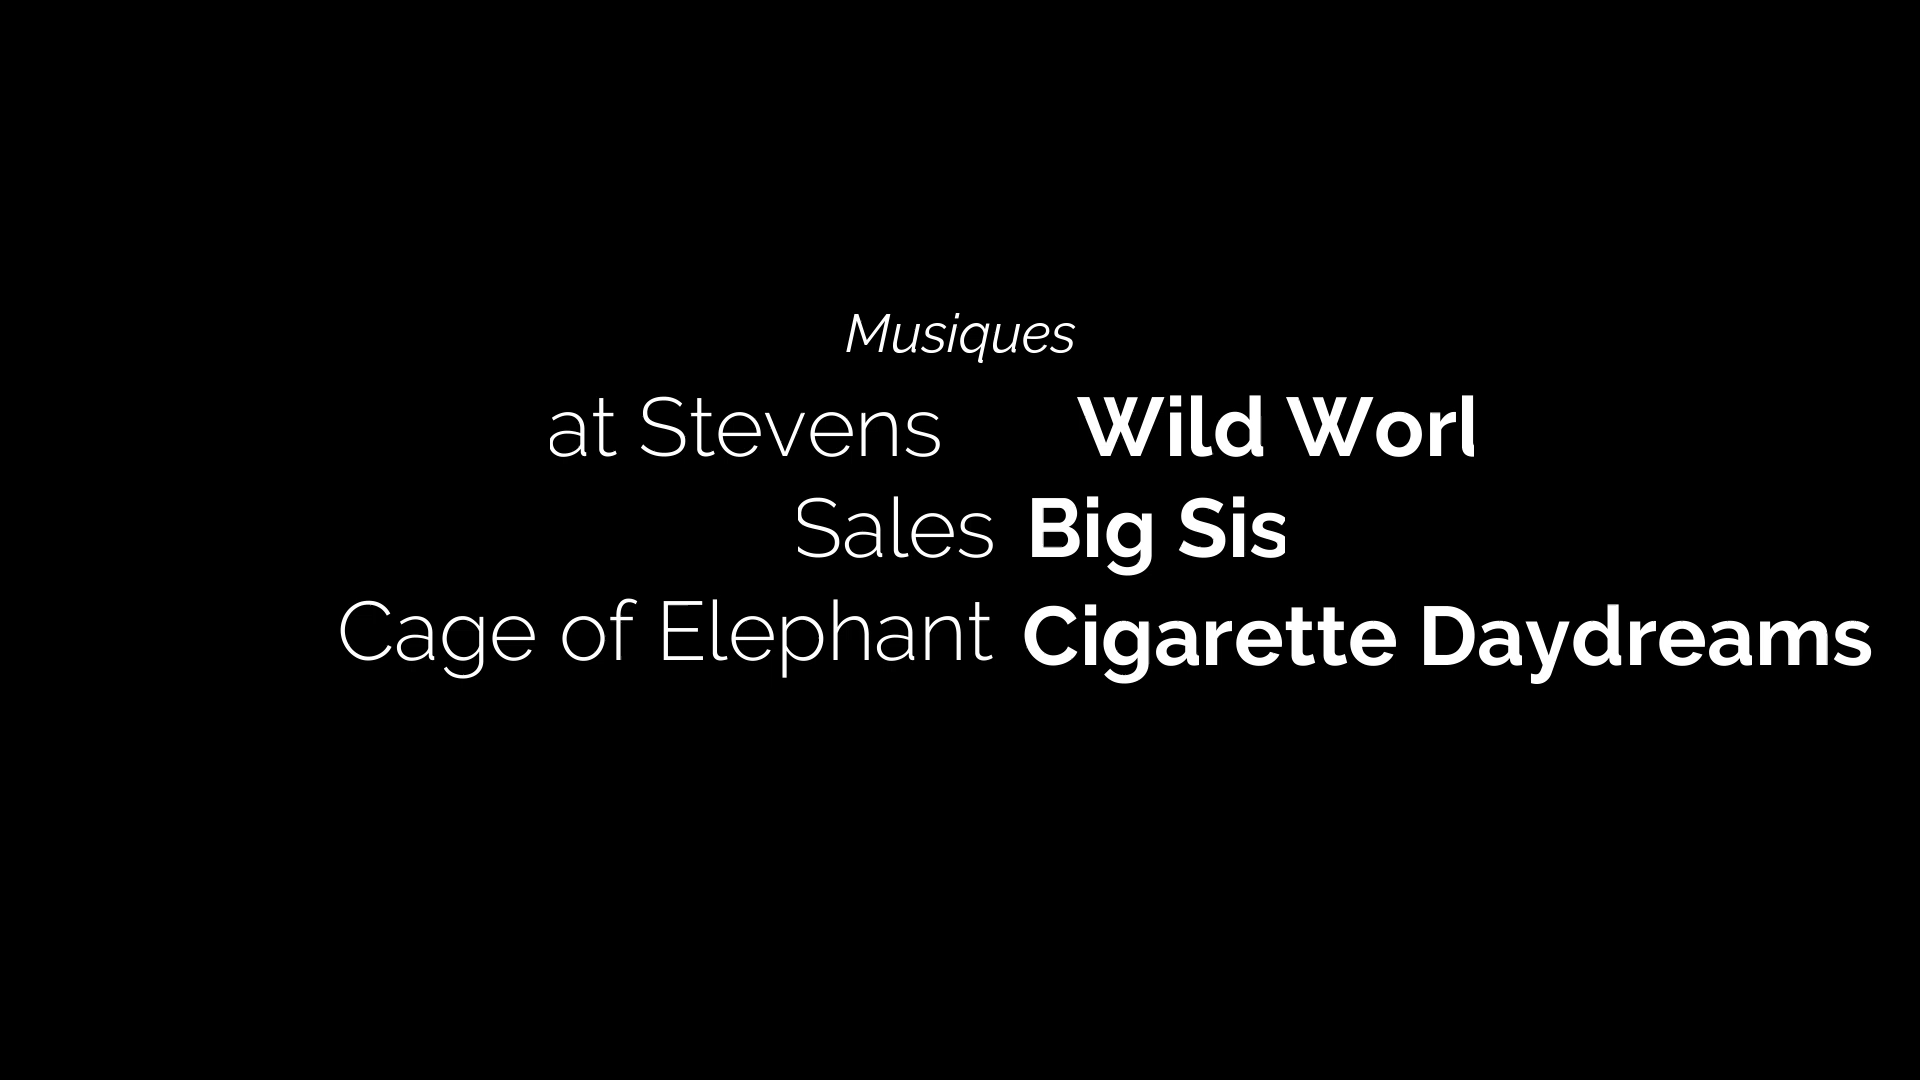 Musiques
at Stevens Wild Worl
Sales Big Sis
Cage of Elephant Cigarette Daydreams